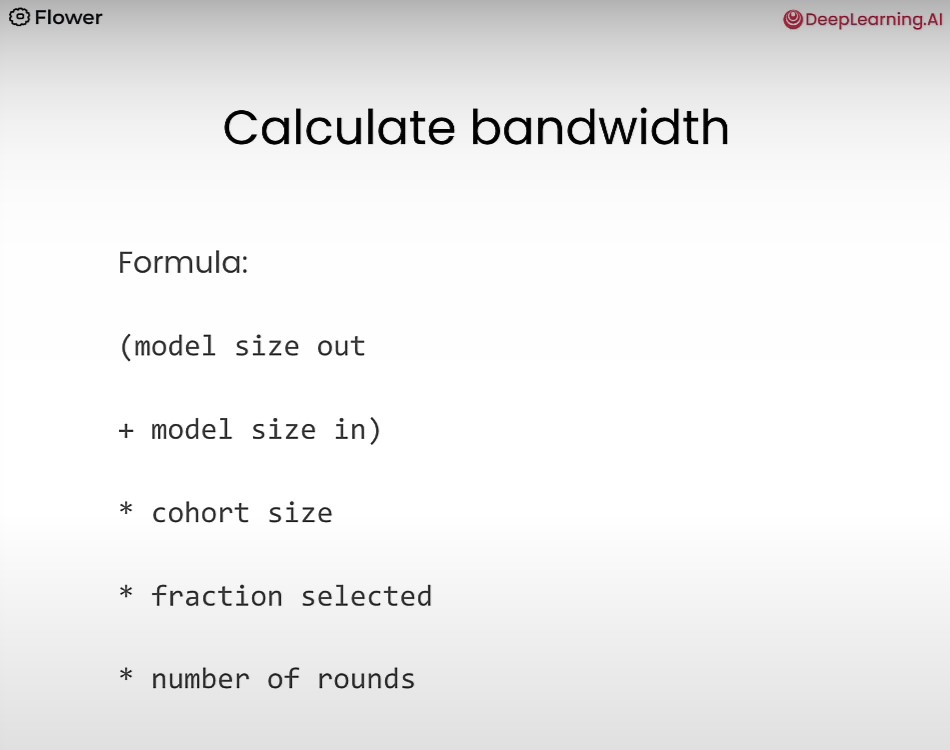 Flower
DeepLearning.AI
Calculate bandwidth
Formula:
(model size out
+ model size in)
* cohort size
* fraction selected
* number of rounds